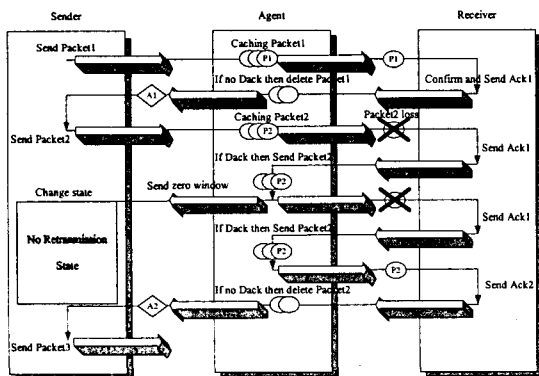 Sender Agent Receiver
Send Packet1
Caching Packet1
P1
P1
If no Dack then delete Packet1
Confirm and Send Ack1
A1
Caching Packet2
Packet2 loss
Send Packet2
P2
Send Ack1
If Dack then Send Packet2
P2
Change state
Send zero window
Send Ack1
No Retransmission
State
If Dack then Send Packet2
P2
P2
Send Ack2
If no Dack then delete Packet2
A2
Send Packet3